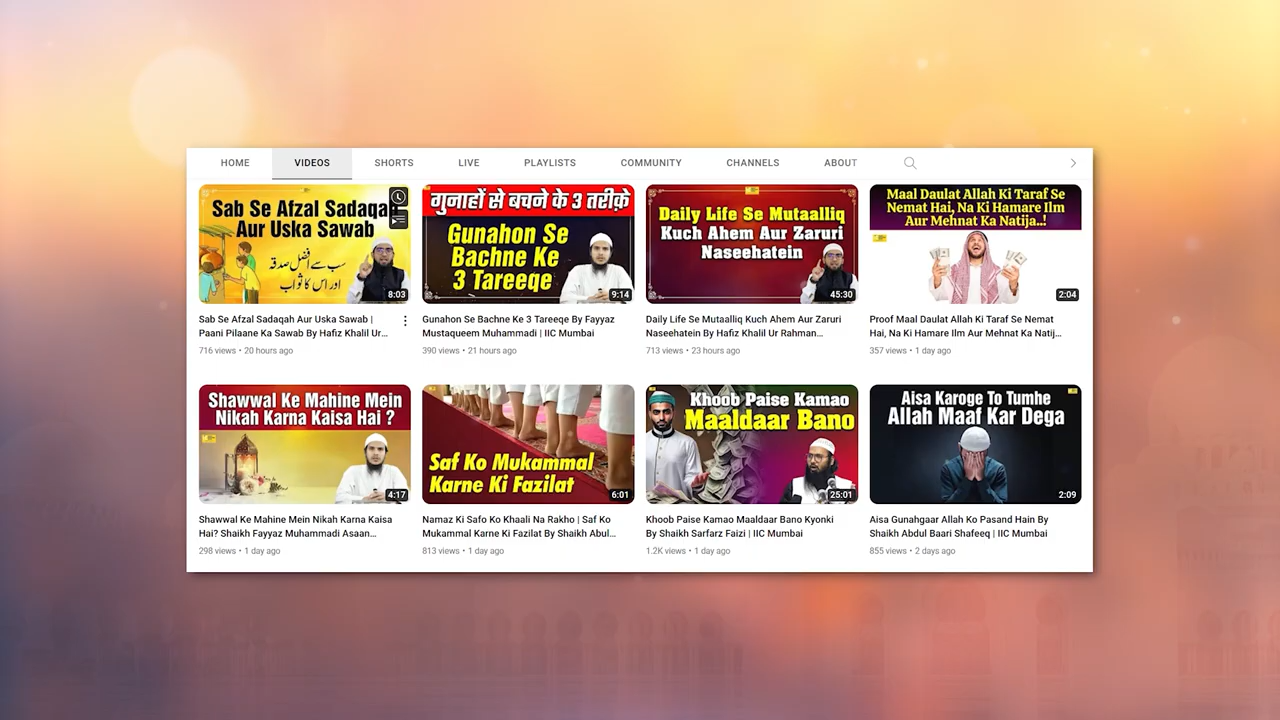 HOME VIDEOS SHORTS LIVE PLAYLISTS COMMUNITY CHANNELS ABOUT
Sab Se Afzal Sadaqah
Aur Uska Sawab
سب سے افضل صدقہ
اور اس کا ثواب
8:03
Sab Se Afzal Sadaqah Aur Uska Sawab |
Paani Pilaane Ka Sawab By Hafiz Khalil Ur...
716 views • 20 hours ago
गुनाहों से बचने के 3 तरीक़े
Gunahon Se
Bachne Ke
3 Tareeqe
9:14
Gunahon Se Bachne Ke 3 Tareeqe By Fayyaz
Mustaqueem Muhammadi | IIC Mumbai
390 views • 21 hours ago
Daily Life Se Mutaalliq
Kuch Ahem Aur Zaruri
Naseehatein
45:30
Daily Life Se Mutaalliq Kuch Ahem Aur Zaruri
Naseehatein By Hafiz Khalil Ur Rahman...
713 views • 23 hours ago
Maal Daulat Allah Ki Taraf Se
Nemat Hai, Na Ki Hamare Ilm
Aur Mehnat Ka Natija..!
2:04
Proof Maal Daulat Allah Ki Taraf Se Nemat
Hai, Na Ki Hamare Ilm Aur Mehnat Ka Natij...
357 views • 1 day ago
Shawwal Ke Mahine Mein
Nikah Karna Kaisa Hai ?
4:17
Shawwal Ke Mahine Mein Nikah Karna Kaisa
Hai? Shaikh Fayyaz Muhammadi Asaan...
298 views • 1 day ago
Saf Ko Mukammal
Karne Ki Fazilat
6:01
Namaz Ki Safo Ko Khaali Na Rakho | Saf Ko
Mukammal Karne Ki Fazilat By Shaikh Abul...
813 views • 1 day ago
Khoob Paise Kamao
Maaldaar Bano
25:01
Khoob Paise Kamao Maaldaar Bano Kyonki
By Shaikh Sarfarz Faizi | IIC Mumbai
1.2K views • 1 day ago
Aisa Karoge To Tumhe
Allah Maaf Kar Dega
2:09
Aisa Gunahgaar Allah Ko Pasand Hain By
Shaikh Abdul Baari Shafeeq | IIC Mumbai
855 views • 2 days ago